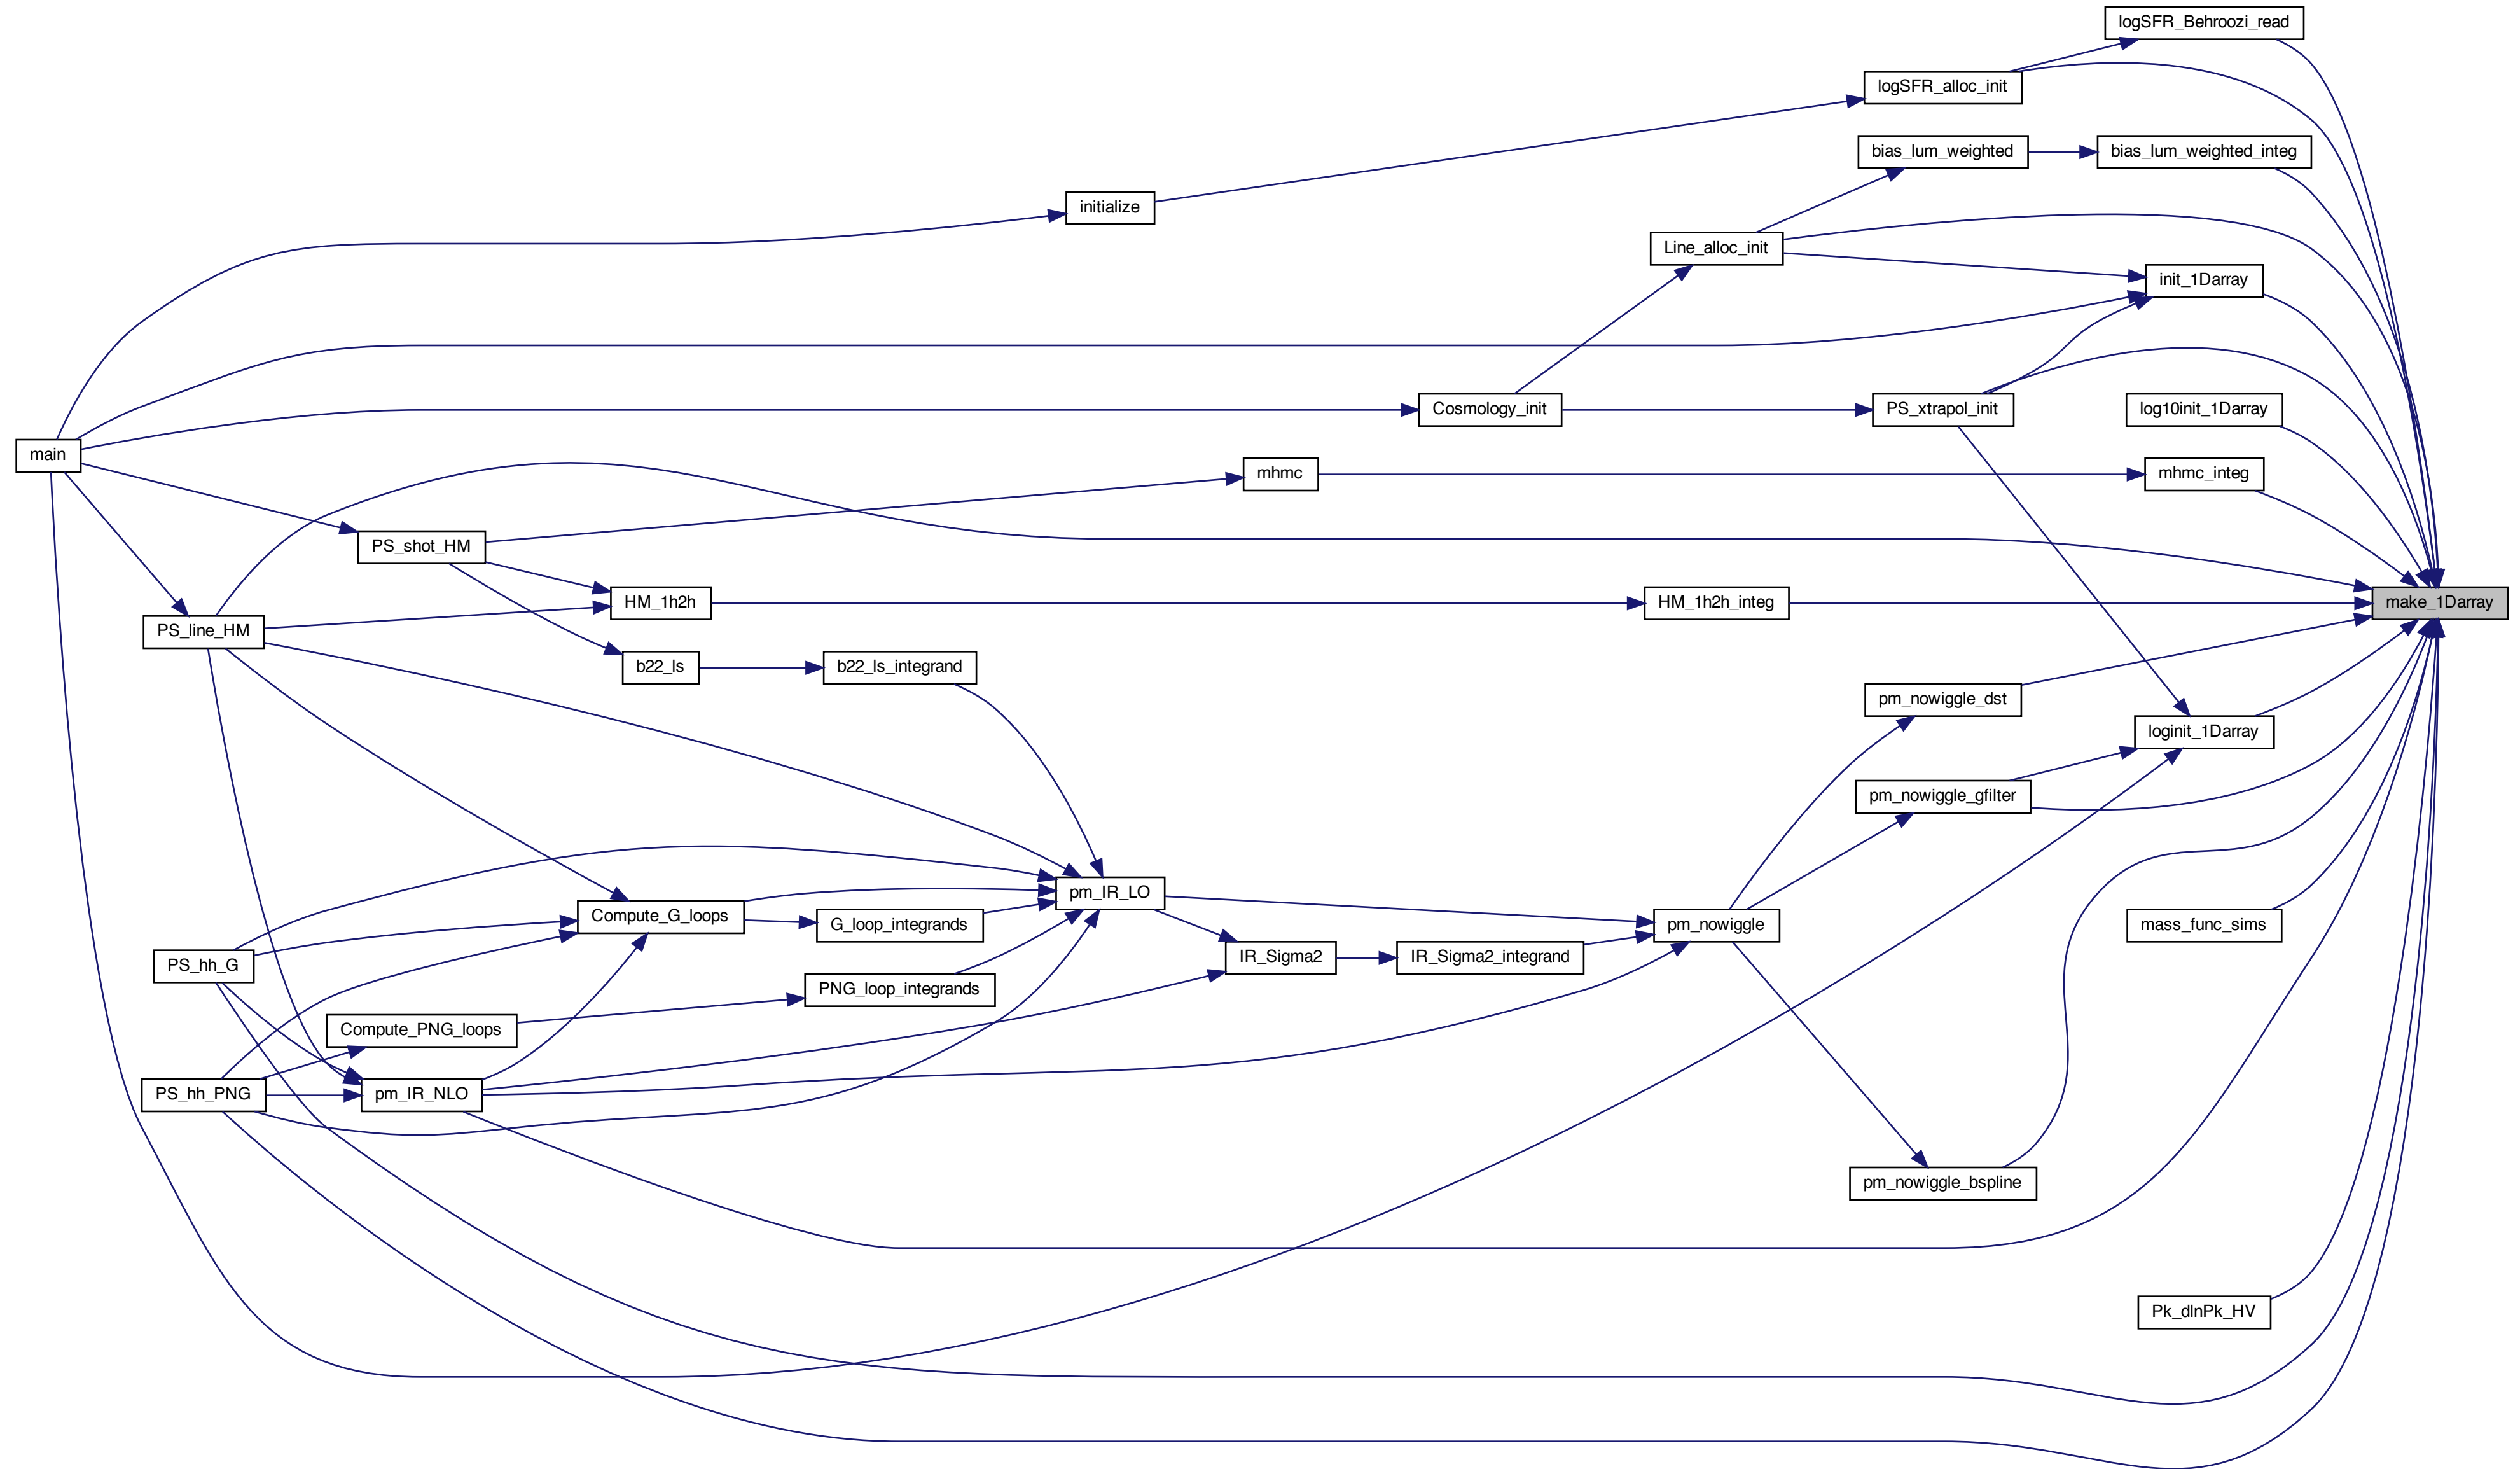 logSFR_Behroozi_read
logSFR_alloc_init
bias_lum_weighted
bias_lum_weighted_integ
initialize
Line_alloc_init
init_1Darray
Cosmology_init
PS_xtrapol_init
log10init_1Darray
main
mhmc
mhmc_integ
PS_shot_HM
HM_1h2h
HM_1h2h_integ
make_1Darray
PS_line_HM
b22_ls
b22_ls_integrand
pm_nowiggle_dst
loginit_1Darray
pm_nowiggle_gfilter
pm_IR_LO
Compute_G_loops
G_loop_integrands
pm_nowiggle
mass_func_sims
PS_hh_G
IR_Sigma2
IR_Sigma2_integrand
PNG_loop_integrands
Compute_PNG_loops
PS_hh_PNG
pm_IR_NLO
pm_nowiggle_bspline
Pk_dlnPk_HV